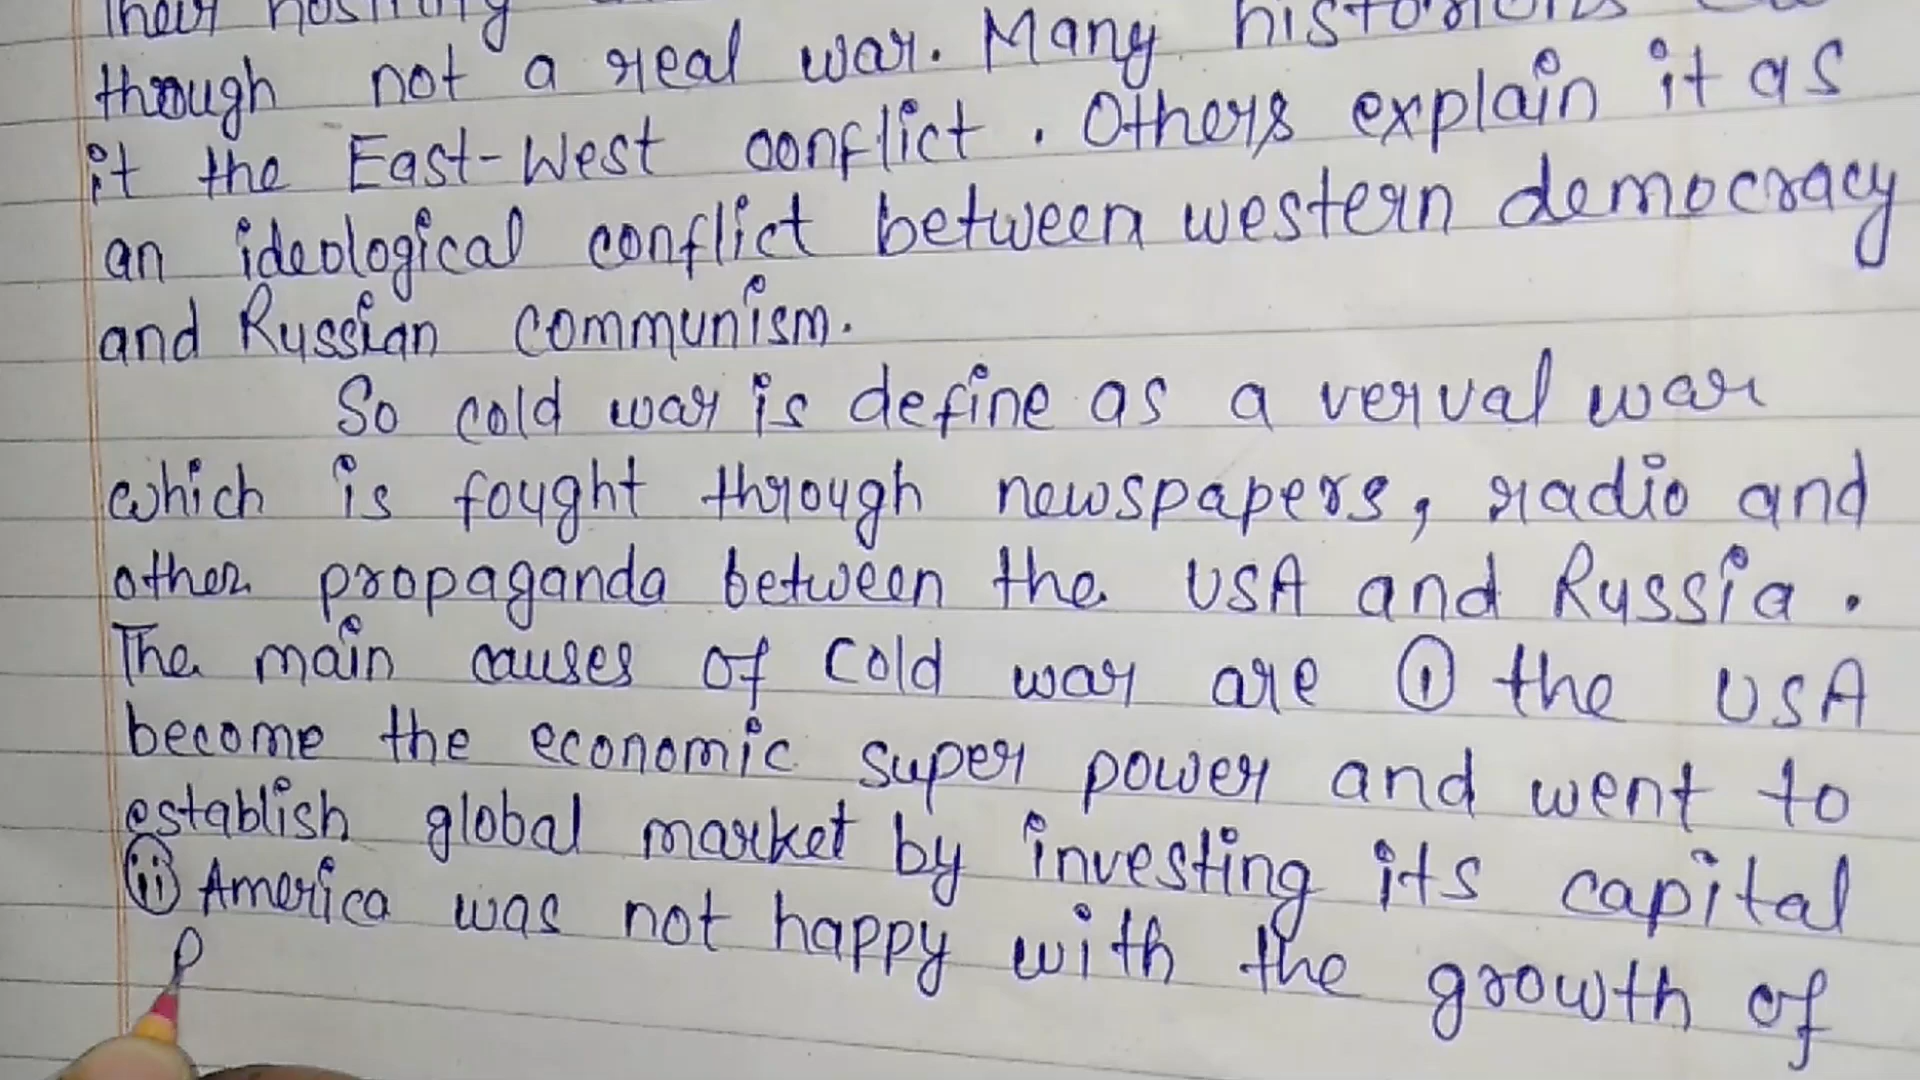 Their hostility
though not a real war. Many historians
it the East-West conflict. Others explain it as
an ideological conflict between western democracy
and Russian communism.
So cold war is define as a verval war
which is fought through newspapers, radio and
other propaganda between the USA and Russia.
The main causes of cold war are (i) the USA
become the economic super power and went to
establish global market by investing its capital
(ii) America was not happy with the growth of